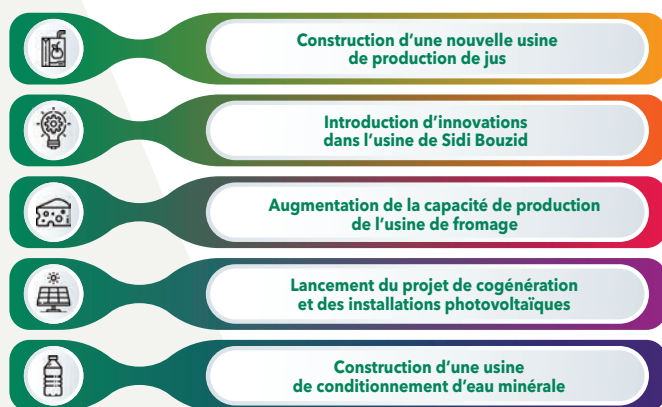 Construction d'une nouvelle usine
de production de jus
Introduction d'innovations
dans l'usine de Sidi Bouzid
Augmentation de la capacité de production
de l'usine de fromage
Lancement du projet de cogénération
et des installations photovoltaïques
Construction d'une usine
de conditionnement d'eau minérale